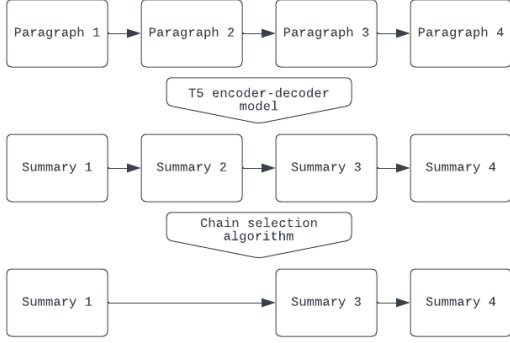 Paragraph 1
Paragraph 2
Paragraph 3
Paragraph 4
T5 encoder-decoder
model
Summary 1
Summary 2
Summary 3
Summary 4
Chain selection
algorithm
Summary 1
Summary 3
Summary 4